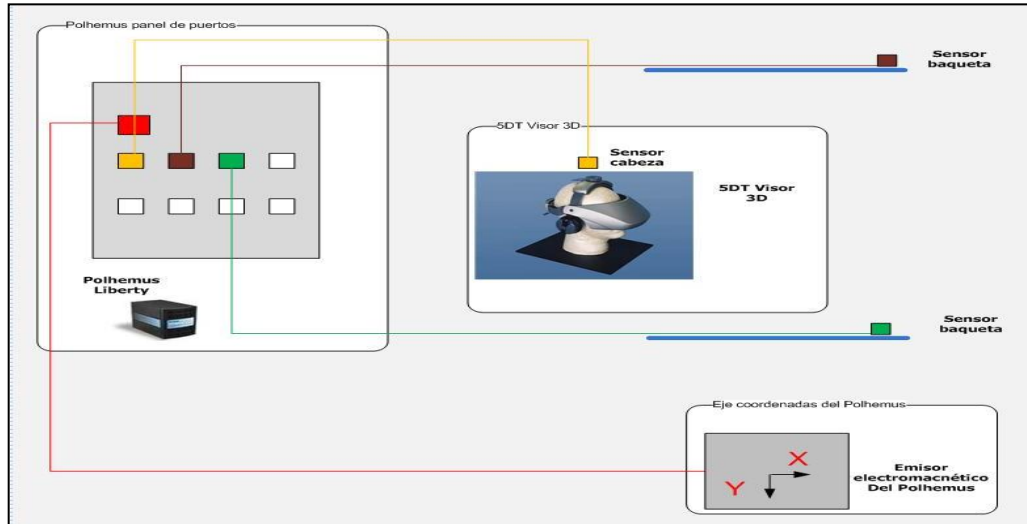 Polhemus panel de puertos
Sensor
baqueta
5DT Visor 3D
Sensor
cabeza
5DT Visor
3D
Polhemus
Liberty
Sensor
baqueta
Eje coordenadas del Polhemus
X
Y
Emisor
electromacnético
Del Polhemus